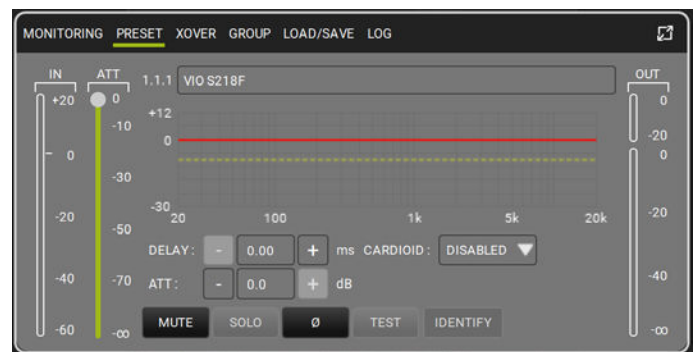 MONITORING PRESET XOVER GROUP LOAD/SAVE LOG
IN ATT 1.1.1 VIO S218F OUT
+20 0 +12 0
-10 0 -20
0 0
-30
-20 -30 -20
20 100 1k 5k 20k
-50
DELAY: - 0.00 + ms CARDIOID: DISABLED
-40 -70 ATT: - 0.0 + dB -40
MUTE SOLO Ø TEST IDENTIFY
-60 -∞ -∞